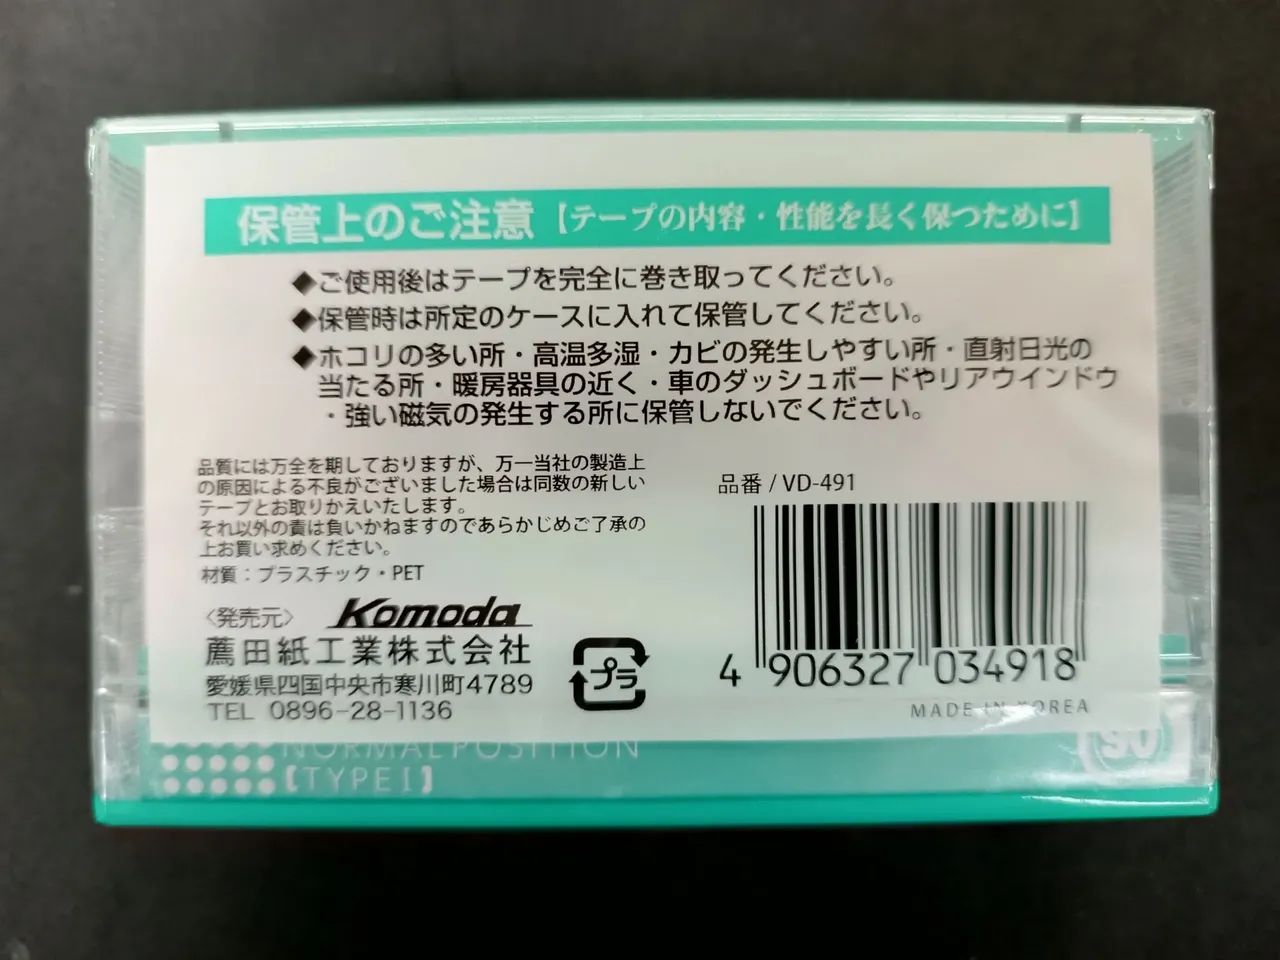 保管上のご注意【テープの内容・性能を長く保つために】
◆ご使用後はテープを完全に巻き取ってください。
◆保管時は所定のケースに入れて保管してください。
◆ホコリの多い所・高温多湿・カビの発生しやすい所・直射日光の
当たる所・暖房器具の近く・車のダッシュボードやリアウインドウ
・強い磁気の発生する所に保管しないでください。
品質には万全を期しておりますが、万一当社の製造上
の原因による不良がございました場合は同数の新しい
テープとお取りかえいたします。
それ以外の責は負いかねますのであらかじめご了承の
上お買い求めください。
材質：プラスチック・PET
〈発売元〉 Komoda
薦田紙工業株式会社
愛媛県四国中央市寒川町4789
TEL 0896-28-1136
プラ
品番 / VD-491
4 906327 034918
MADE IN KOREA
NORMAL POSITION
【TYPE I】
90